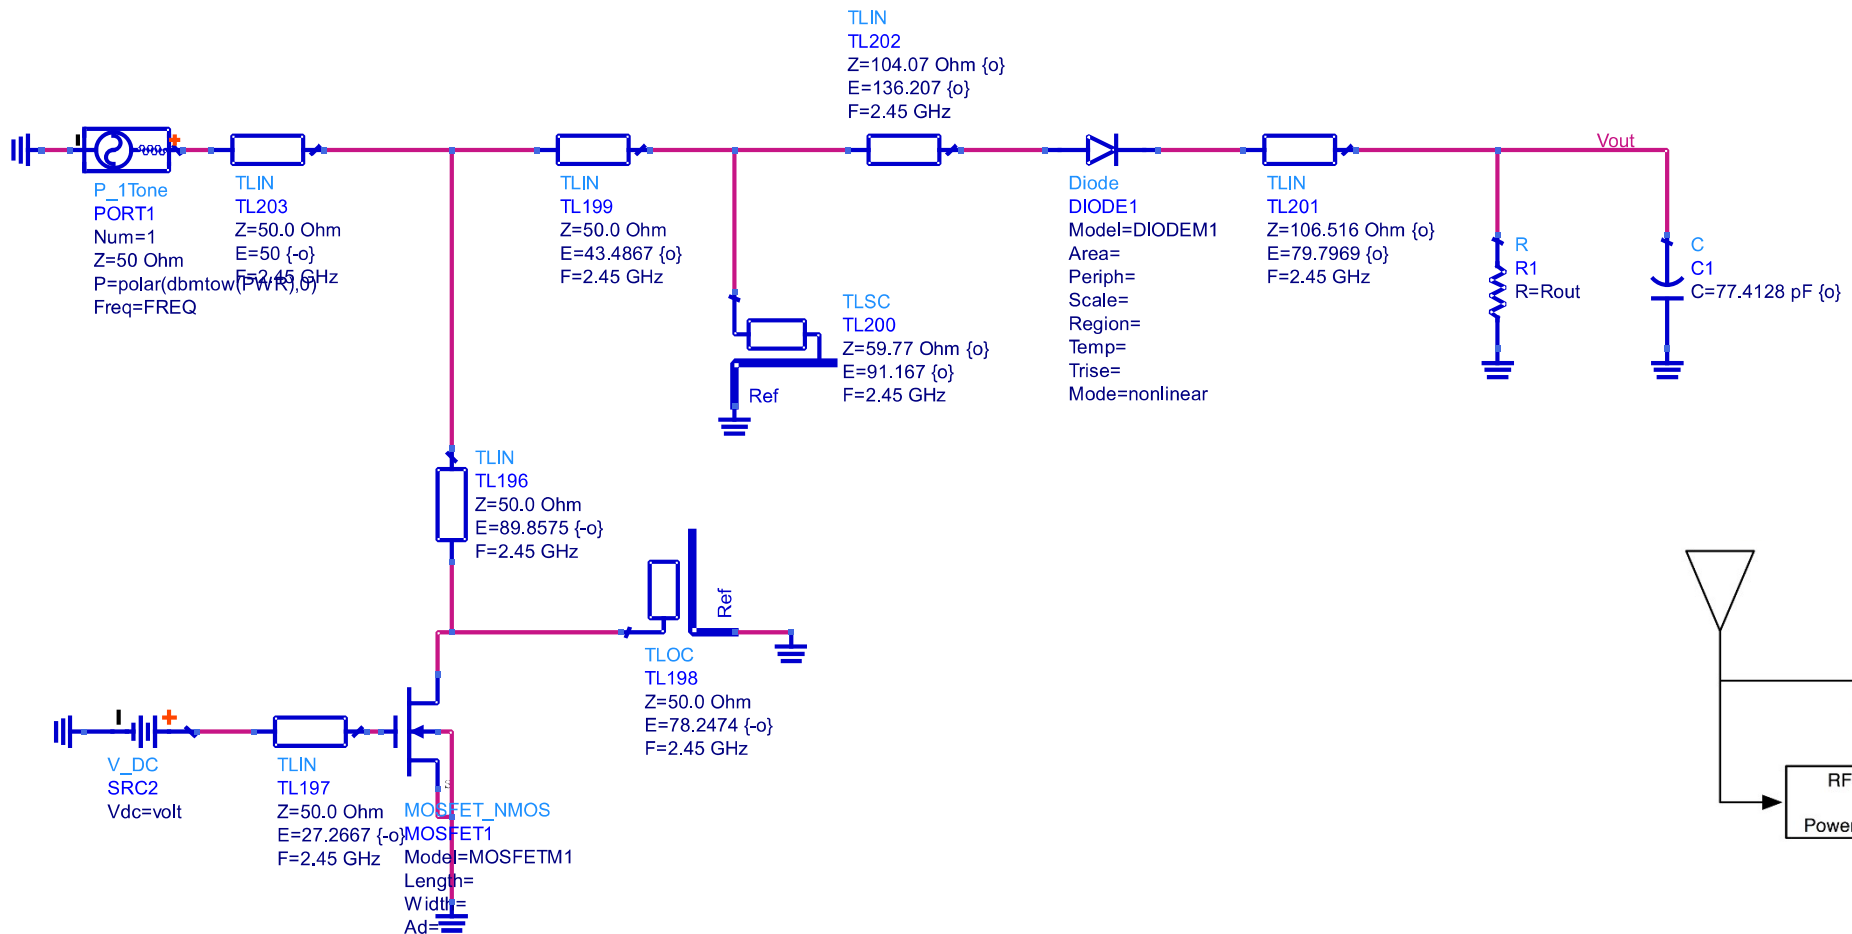 TLIN
TL202
Z=104.07 Ohm {o}
E=136.207 {o}
F=2.45 GHz
P_1Tone
PORT1
Num=1
Z=50 Ohm
P=polar(dbmtow(PWR),0)
Freq=FREQ
TLIN
TL203
Z=50.0 Ohm
E=50 {-o}
F=2.45 GHz
TLIN
TL199
Z=50.0 Ohm
E=43.4867 {o}
F=2.45 GHz
Diode
DIODE1
Model=DIODEM1
Area=
Periph=
Scale=
Region=
Temp=
Trise=
Mode=nonlinear
TLIN
TL201
Z=106.516 Ohm {o}
E=79.7969 {o}
F=2.45 GHz
Vout
R
R1
R=Rout
C
C1
C=77.4128 pF {o}
TLSC
TL200
Z=59.77 Ohm {o}
E=91.167 {o}
F=2.45 GHz
Ref
TLIN
TL196
Z=50.0 Ohm
E=89.8575 {-o}
F=2.45 GHz
Ref
TLOC
TL198
Z=50.0 Ohm
E=78.2474 {-o}
F=2.45 GHz
V_DC
SRC2
Vdc=volt
TLIN
TL197
Z=50.0 Ohm
E=27.2667 {-o}
F=2.45 GHz
MOSFET_NMOS
MOSFET1
Model=MOSFETM1
Length=
Width=
Ad=
RF
Power